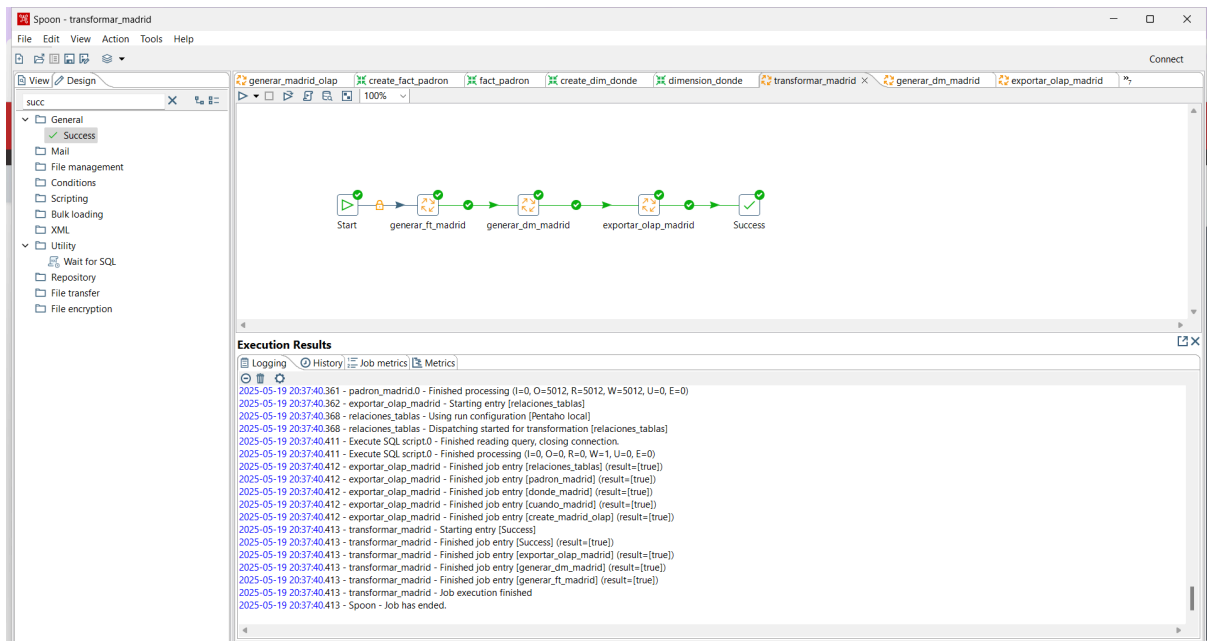 Spoon - transformar_madrid
File Edit View Action Tools Help
Connect
View Design
generar_madrid_olap create_fact_padron fact_padron create_dim_donde dimension_donde transformar_madrid generar_dm_madrid exportar_olap_madrid »7
succ
100%
General
Success
Mail
File management
Conditions
Scripting
Bulk loading
XML
Utility
Wait for SQL
Repository
File transfer
File encryption
Start generar_ft_madrid generar_dm_madrid exportar_olap_madrid Success
Execution Results
Logging History Job metrics Metrics
2025-05-19 20:37:40.361 - padron_madrid.0 - Finished processing (I=0, O=5012, R=5012, W=5012, U=0, E=0)
2025-05-19 20:37:40.362 - exportar_olap_madrid - Starting entry [relaciones_tablas]
2025-05-19 20:37:40.368 - relaciones_tablas - Using run configuration [Pentaho local]
2025-05-19 20:37:40.368 - relaciones_tablas - Dispatching started for transformation [relaciones_tablas]
2025-05-19 20:37:40.411 - Execute SQL script.0 - Finished reading query, closing connection.
2025-05-19 20:37:40.411 - Execute SQL script.0 - Finished processing (I=0, O=0, R=0, W=1, U=0, E=0)
2025-05-19 20:37:40.412 - exportar_olap_madrid - Finished job entry [relaciones_tablas] (result=[true])
2025-05-19 20:37:40.412 - exportar_olap_madrid - Finished job entry [padron_madrid] (result=[true])
2025-05-19 20:37:40.412 - exportar_olap_madrid - Finished job entry [donde_madrid] (result=[true])
2025-05-19 20:37:40.412 - exportar_olap_madrid - Finished job entry [cuando_madrid] (result=[true])
2025-05-19 20:37:40.412 - exportar_olap_madrid - Finished job entry [create_madrid_olap] (result=[true])
2025-05-19 20:37:40.413 - transformar_madrid - Starting entry [Success]
2025-05-19 20:37:40.413 - transformar_madrid - Finished job entry [Success] (result=[true])
2025-05-19 20:37:40.413 - transformar_madrid - Finished job entry [exportar_olap_madrid] (result=[true])
2025-05-19 20:37:40.413 - transformar_madrid - Finished job entry [generar_dm_madrid] (result=[true])
2025-05-19 20:37:40.413 - transformar_madrid - Finished job entry [generar_ft_madrid] (result=[true])
2025-05-19 20:37:40.413 - transformar_madrid - Job execution finished
2025-05-19 20:37:40.413 - Spoon - Job has ended.